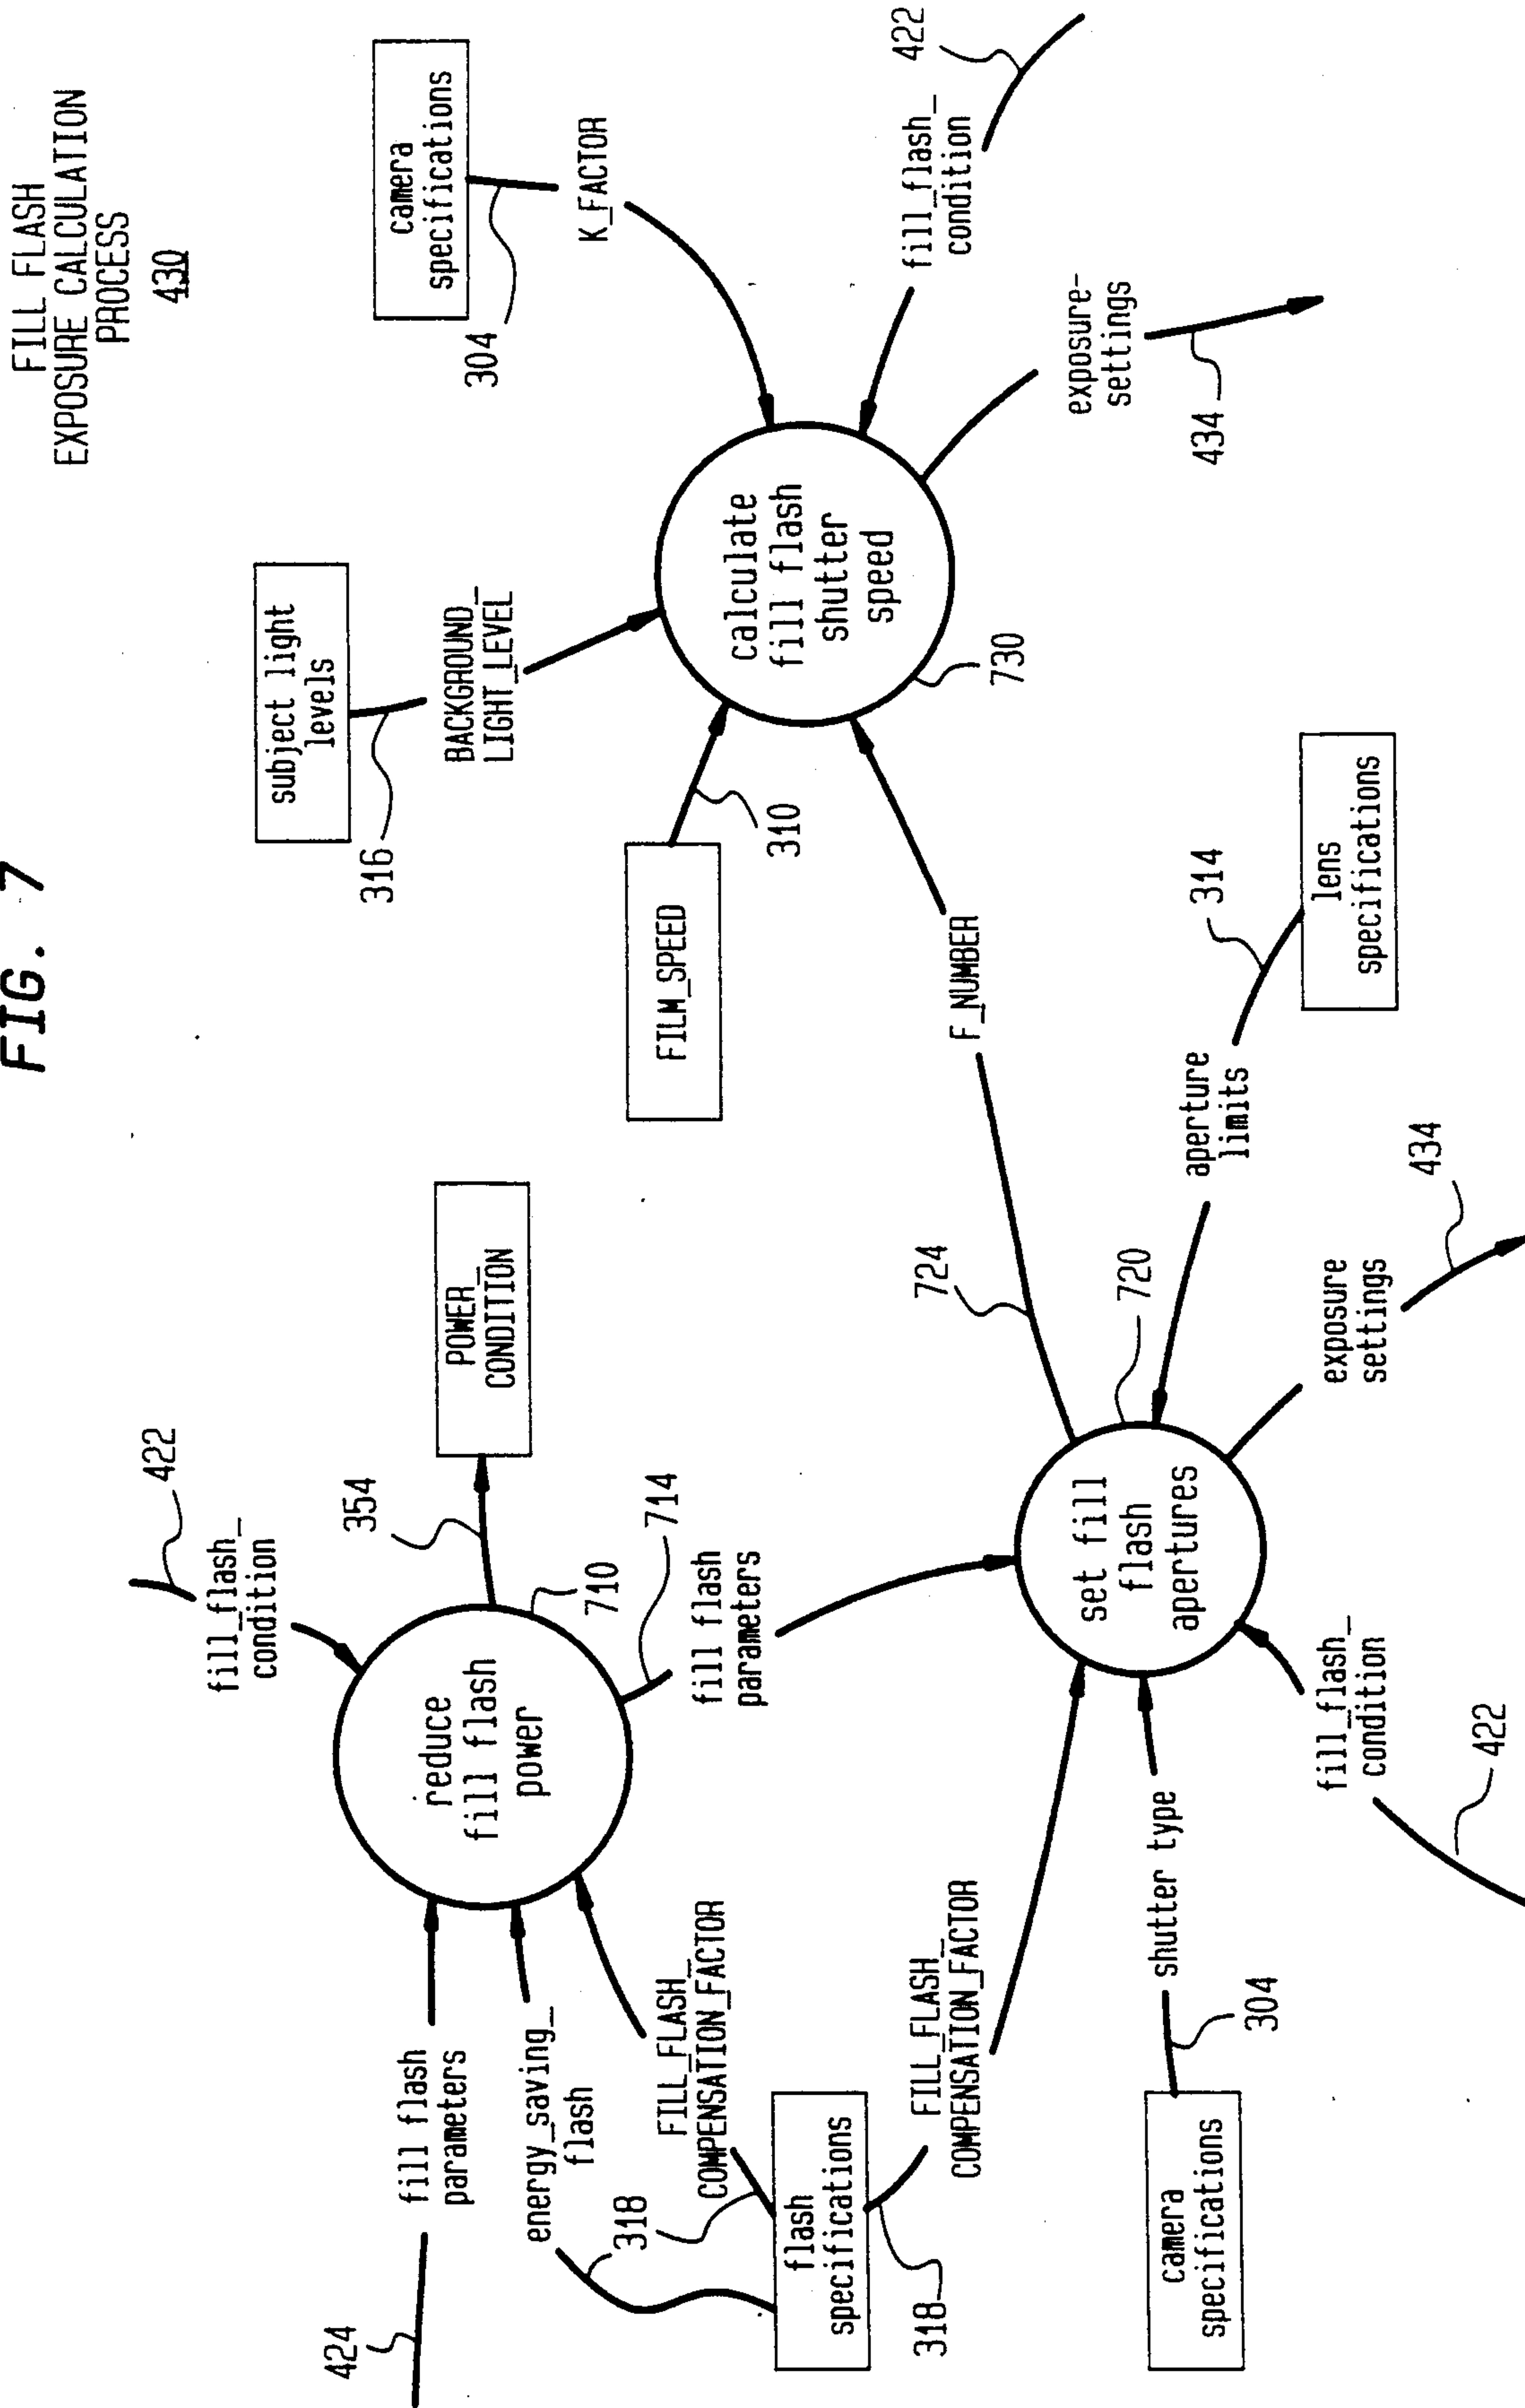 FIG. 7
FILL FLASH
EXPOSURE CALCULATION
PROCESS
430
422
fill_flash_
condition
424
fill flash
parameters
energy_saving_
flash
318
FILL_FLASH_
COMPENSATION_FACTOR
reduce
fill flash
power
710
354
POWER_
CONDITION
714
fill flash
parameters
flash
specifications
318
FILL_FLASH_
COMPENSATION_FACTOR
camera
specifications
304
shutter type
422
fill_flash_
condition
set fill
flash
apertures
720
724
F_NUMBER
aperture
limits
314
lens
specifications
exposure
settings
434
subject light
levels
316
BACKGROUND_
LIGHT_LEVEL
FILM_SPEED
310
camera
specifications
304
K_FACTOR
calculate
fill flash
shutter
speed
730
fill_flash_
condition
422
exposure-
settings
434